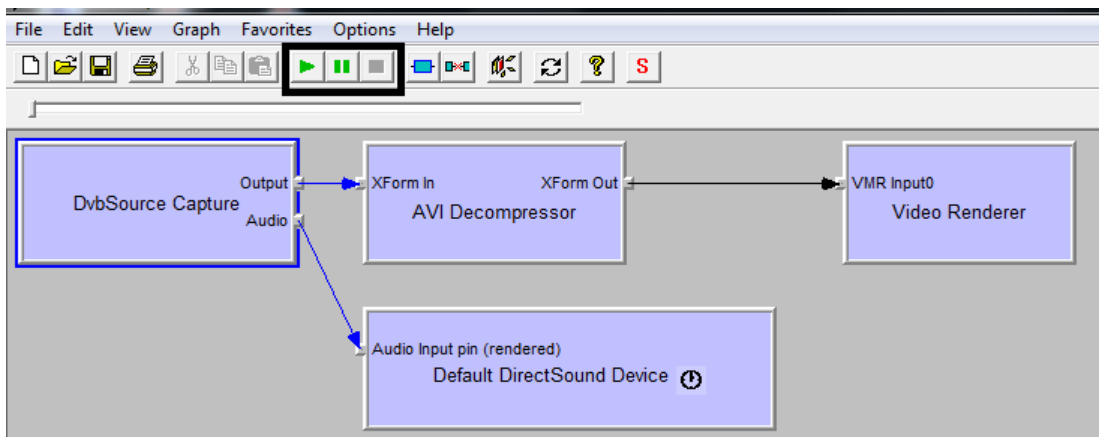 File Edit View Graph Favorites Options Help
S
Output
DvbSource Capture
Audio
XForm In XForm Out
AVI Decompressor
VMR Input0
Video Renderer
Audio Input pin (rendered)
Default DirectSound Device